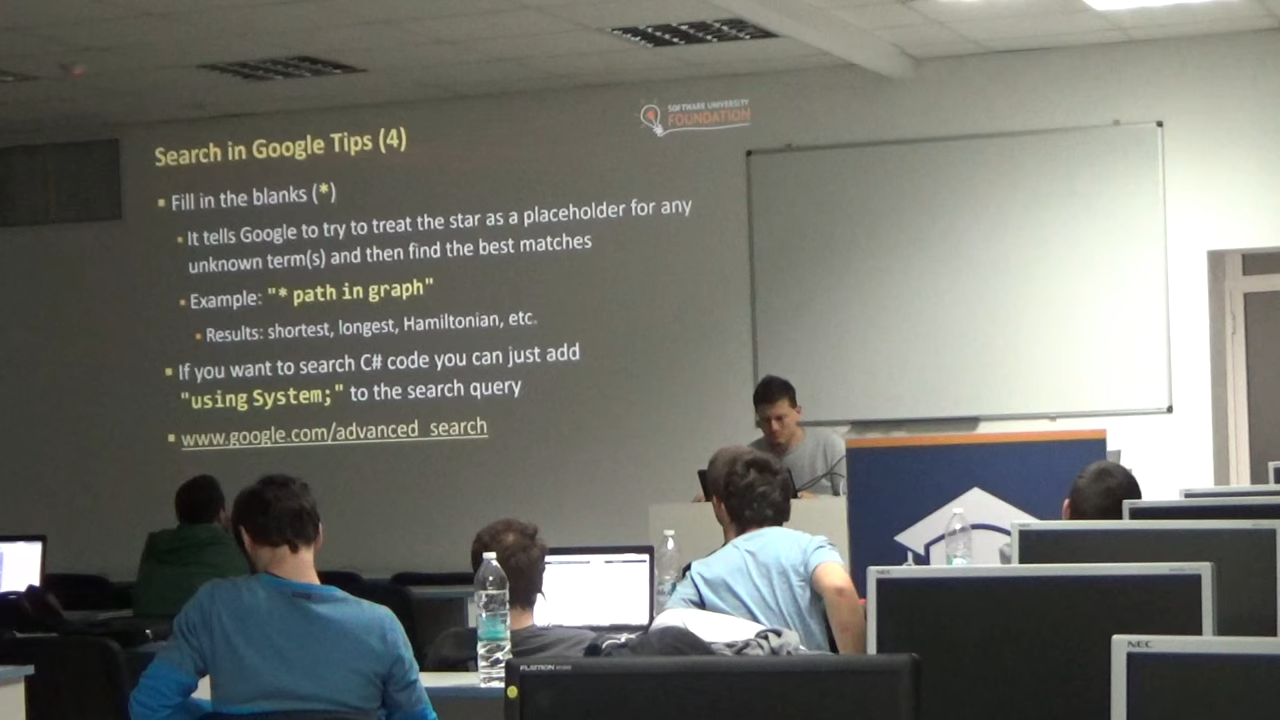 SOFTWARE UNIVERSITY
FOUNDATION
Search in Google Tips (4)
▪ Fill in the blanks (*)
▪ It tells Google to try to treat the star as a placeholder for any
unknown term(s) and then find the best matches
▪ Example: "* path in graph"
▪ Results: shortest, longest, Hamiltonian, etc.
▪ If you want to search C# code you can just add
"using System;" to the search query
▪ www.google.com/advanced_search
NEC
NEC